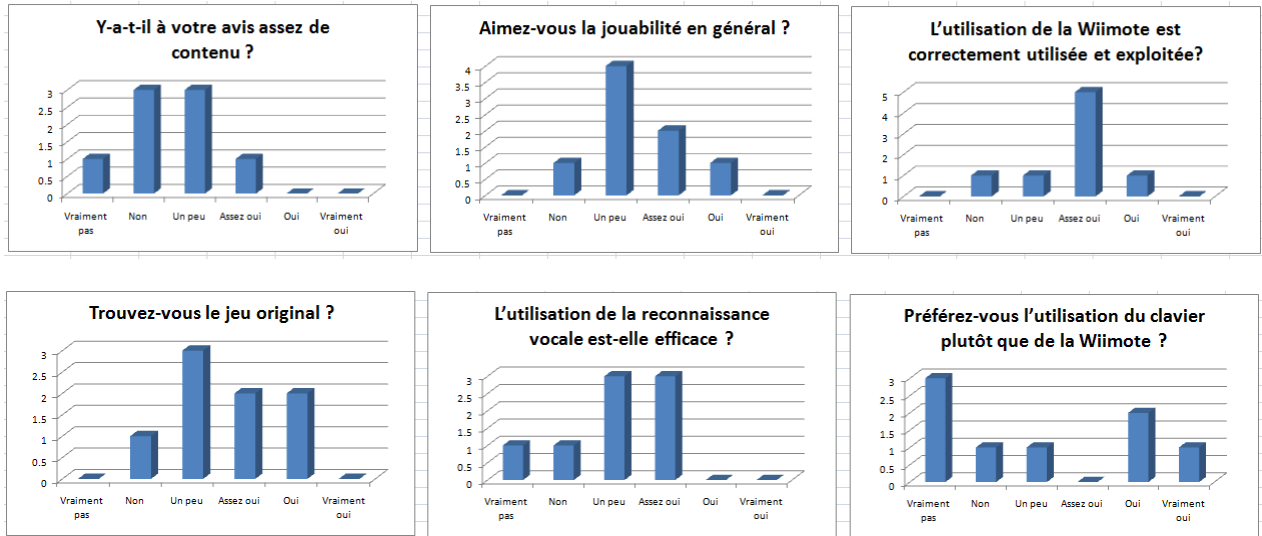 Y-a-t-il à votre avis assez de
contenu ?
3
2.5
2
1.5
1
0.5
0
Vraiment pas Non Un peu Assez oui Oui Vraiment oui
Aimez-vous la jouabilité en général ?
4
3.5
3
2.5
2
1.5
1
0.5
0
Vraiment pas Non Un peu Assez oui Oui Vraiment oui
L'utilisation de la Wiimote est
correctement utilisée et exploitée?
5
4
3
2
1
0
Vraiment pas Non Un peu Assez oui Oui Vraiment oui
Trouvez-vous le jeu original ?
3
2.5
2
1.5
1
0.5
0
Vraiment pas Non Un peu Assez oui Oui Vraiment oui
L'utilisation de la reconnaissance
vocale est-elle efficace ?
3
2.5
2
1.5
1
0.5
0
Vraiment pas Non Un peu Assez oui Oui Vraiment oui
Préférez-vous l'utilisation du clavier
plutôt que de la Wiimote ?
3
2.5
2
1.5
1
0.5
0
Vraiment pas Non Un peu Assez oui Oui Vraiment oui